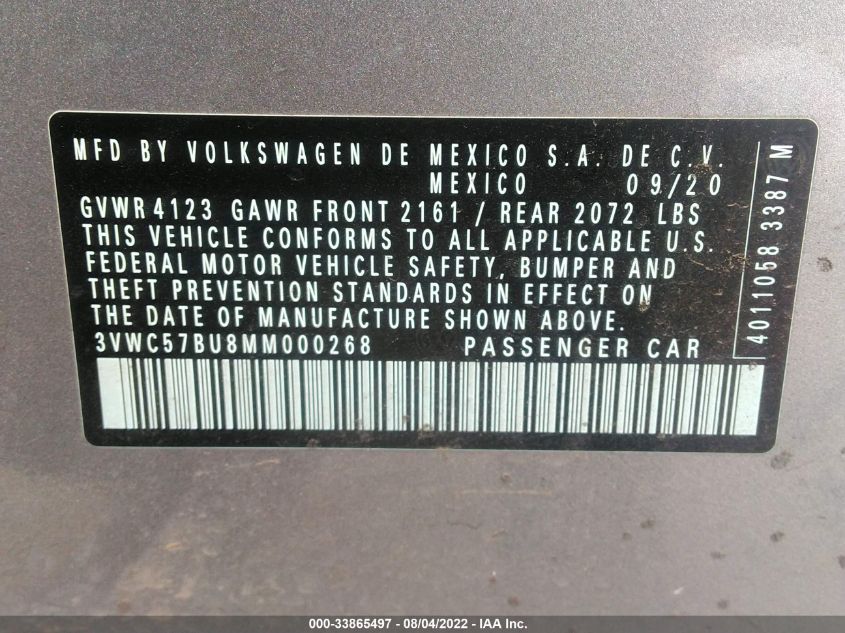 MFD BY VOLKSWAGEN DE MEXICO S.A. DE C.V.
MEXICO 09/20
GVWR 4123 GAWR FRONT 2161 / REAR 2072 LBS
THIS VEHICLE CONFORMS TO ALL APPLICABLE U.S.
FEDERAL MOTOR VEHICLE SAFETY, BUMPER AND
THEFT PREVENTION STANDARDS IN EFFECT ON
THE DATE OF MANUFACTURE SHOWN ABOVE.
3VWC57BU8MM000268 PASSENGER CAR
4011058 3387 M
000-33865497 - 08/04/2022 - IAA Inc.